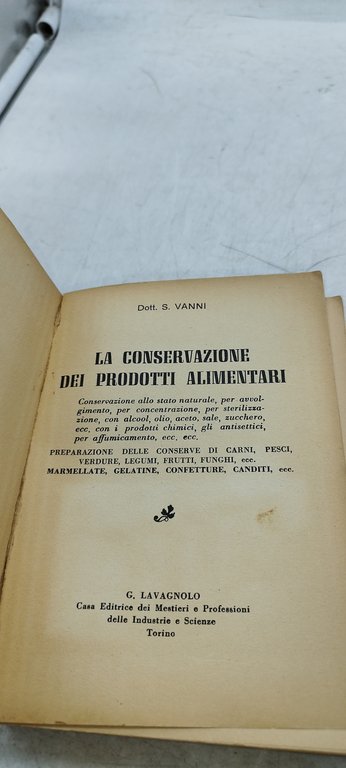 Dott. S. VANNI
LA CONSERVAZIONE
DEI PRODOTTI ALIMENTARI
Conservazione allo stato naturale, per avvol-
gimento, per concentrazione, per sterilizza-
zione, con alcool, olio, aceto, sale, zucchero,
ecc. con i prodotti chimici, gli antisettici,
per affumicamento, ecc. ecc.
PREPARAZIONE DELLE CONSERVE DI CARNI, PESCI,
VERDURE, LEGUMI, FRUTTI, FUNGHI, ecc.
MARMELLATE, GELATINE, CONFETTURE, CANDITI, ecc.
G. LAVAGNOLO
Casa Editrice dei Mestieri e Professioni
delle Industrie e Scienze
Torino